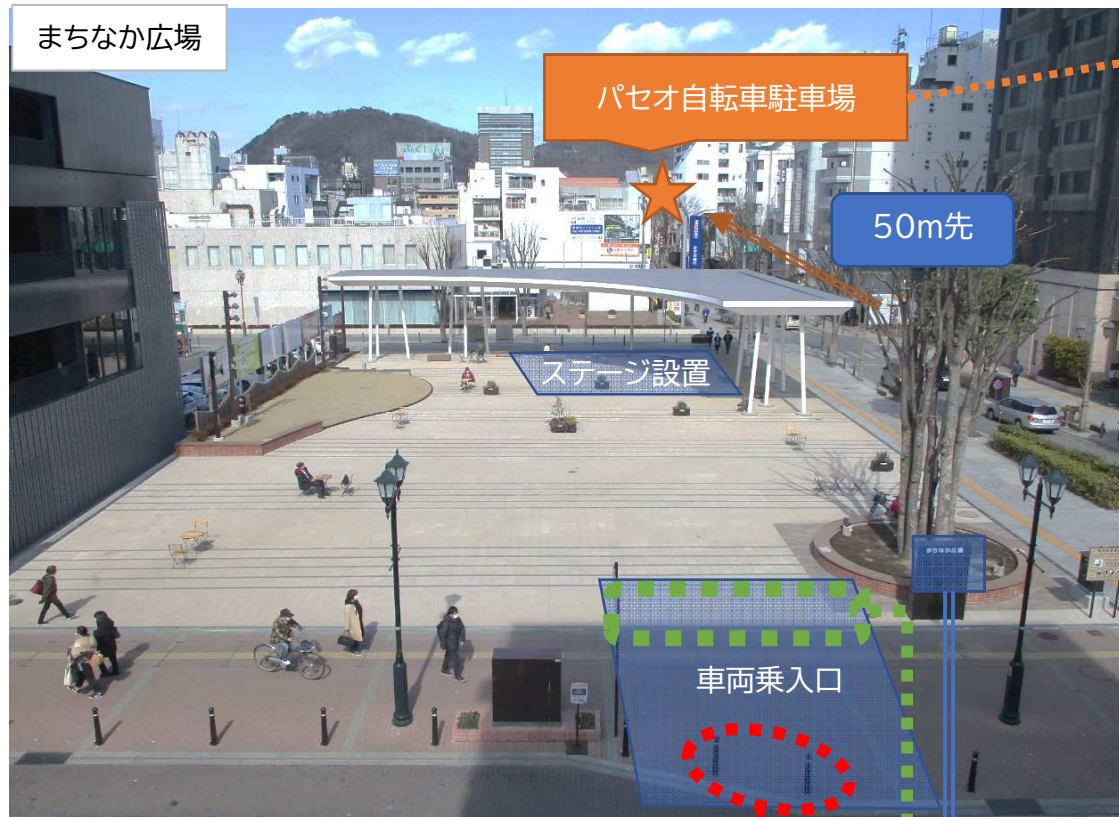 まちなか広場
パセオ自転車駐車場
50m先
ステージ設置
車両乗入口